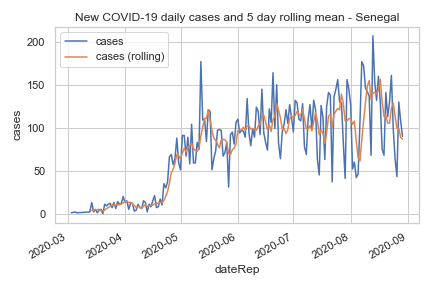 New COVID-19 daily cases and 5 day rolling mean - Senegal
cases
cases (rolling)
200
150
100
50
0
cases
2020-03
2020-04
2020-05
2020-06
2020-07
2020-08
2020-09
dateRep